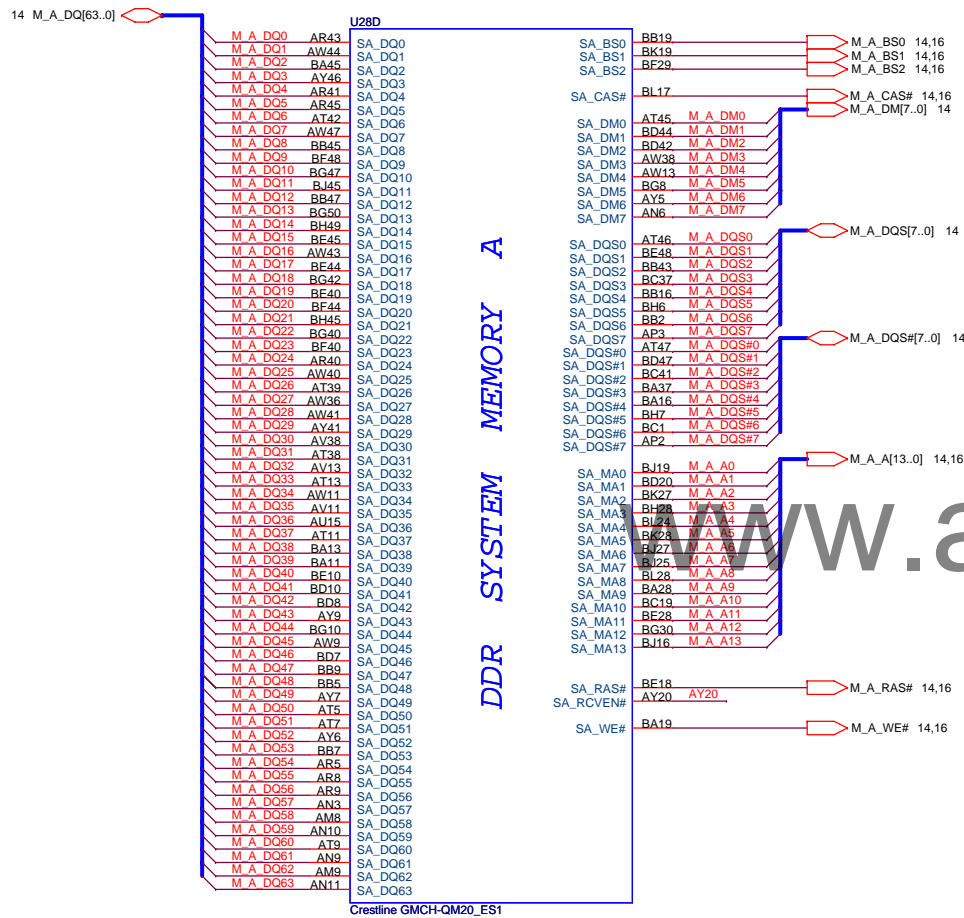 14 M_A_DQ[63..0]
U28D
M_A_DQ0 AR43 SA_DQ0
M_A_DQ1 AW44 SA_DQ1
M_A_DQ2 BA45 SA_DQ2
M_A_DQ3 AY46 SA_DQ3
M_A_DQ4 AR41 SA_DQ4
M_A_DQ5 AR45 SA_DQ5
M_A_DQ6 AT42 SA_DQ6
M_A_DQ7 AW47 SA_DQ7
M_A_DQ8 BB45 SA_DQ8
M_A_DQ9 BF48 SA_DQ9
M_A_DQ10 BG47 SA_DQ10
M_A_DQ11 BJ45 SA_DQ11
M_A_DQ12 BB47 SA_DQ12
M_A_DQ13 BG50 SA_DQ13
M_A_DQ14 BH49 SA_DQ14
M_A_DQ15 BE45 SA_DQ15
M_A_DQ16 AW43 SA_DQ16
M_A_DQ17 BE44 SA_DQ17
M_A_DQ18 BG42 SA_DQ18
M_A_DQ19 BE40 SA_DQ19
M_A_DQ20 BF44 SA_DQ20
M_A_DQ21 BH45 SA_DQ21
M_A_DQ22 BG40 SA_DQ22
M_A_DQ23 BF40 SA_DQ23
M_A_DQ24 AR40 SA_DQ24
M_A_DQ25 AW40 SA_DQ25
M_A_DQ26 AT39 SA_DQ26
M_A_DQ27 AW36 SA_DQ27
M_A_DQ28 AW41 SA_DQ28
M_A_DQ29 AY41 SA_DQ29
M_A_DQ30 AV38 SA_DQ30
M_A_DQ31 AT38 SA_DQ31
M_A_DQ32 AV13 SA_DQ32
M_A_DQ33 AT13 SA_DQ33
M_A_DQ34 AW11 SA_DQ34
M_A_DQ35 AV11 SA_DQ35
M_A_DQ36 AU15 SA_DQ36
M_A_DQ37 AT11 SA_DQ37
M_A_DQ38 BA13 SA_DQ38
M_A_DQ39 BA11 SA_DQ39
M_A_DQ40 BE10 SA_DQ40
M_A_DQ41 BD10 SA_DQ41
M_A_DQ42 BD8 SA_DQ42
M_A_DQ43 AY9 SA_DQ43
M_A_DQ44 BG10 SA_DQ44
M_A_DQ45 AW9 SA_DQ45
M_A_DQ46 BD7 SA_DQ46
M_A_DQ47 BB9 SA_DQ47
M_A_DQ48 BB5 SA_DQ48
M_A_DQ49 AY7 SA_DQ49
M_A_DQ50 AT5 SA_DQ50
M_A_DQ51 AT7 SA_DQ51
M_A_DQ52 AY6 SA_DQ52
M_A_DQ53 BB7 SA_DQ53
M_A_DQ54 AR5 SA_DQ54
M_A_DQ55 AR8 SA_DQ55
M_A_DQ56 AR9 SA_DQ56
M_A_DQ57 AN3 SA_DQ57
M_A_DQ58 AM8 SA_DQ58
M_A_DQ59 AN10 SA_DQ59
M_A_DQ60 AT9 SA_DQ60
M_A_DQ61 AN9 SA_DQ61
M_A_DQ62 AM9 SA_DQ62
M_A_DQ63 AN11 SA_DQ63
DDR SYSTEM MEMORY A
SA_BS0 BB19 M_A_BS0 14,16
SA_BS1 BK19 M_A_BS1 14,16
SA_BS2 BF29 M_A_BS2 14,16
SA_CAS# BL17 M_A_CAS# 14,16
M_A_DM[7..0] 14
SA_DM0 AT45 M_A_DM0
SA_DM1 BD44 M_A_DM1
SA_DM2 BD42 M_A_DM2
SA_DM3 AW38 M_A_DM3
SA_DM4 AW13 M_A_DM4
SA_DM5 BG8 M_A_DM5
SA_DM6 AY5 M_A_DM6
SA_DM7 AN6 M_A_DM7
M_A_DQS[7..0] 14
SA_DQS0 AT46 M_A_DQS0
SA_DQS1 BE48 M_A_DQS1
SA_DQS2 BB43 M_A_DQS2
SA_DQS3 BC37 M_A_DQS3
SA_DQS4 BB16 M_A_DQS4
SA_DQS5 BH6 M_A_DQS5
SA_DQS6 BB2 M_A_DQS6
SA_DQS7 AP3 M_A_DQS7
M_A_DQS#[7..0] 14
SA_DQS#0 AT47 M_A_DQS#0
SA_DQS#1 BD47 M_A_DQS#1
SA_DQS#2 BC41 M_A_DQS#2
SA_DQS#3 BA37 M_A_DQS#3
SA_DQS#4 BA16 M_A_DQS#4
SA_DQS#5 BH7 M_A_DQS#5
SA_DQS#6 BC1 M_A_DQS#6
SA_DQS#7 AP2 M_A_DQS#7
M_A_A[13..0] 14,16
SA_MA0 BJ19 M_A_A0
SA_MA1 BD20 M_A_A1
SA_MA2 BK27 M_A_A2
SA_MA3 BH28 M_A_A3
SA_MA4 BL24 M_A_A4
SA_MA5 BK28 M_A_A5
SA_MA6 BJ27 M_A_A6
SA_MA7 BJ25 M_A_A7
SA_MA8 BL28 M_A_A8
SA_MA9 BA28 M_A_A9
SA_MA10 BC19 M_A_A10
SA_MA11 BE28 M_A_A11
SA_MA12 BG30 M_A_A12
SA_MA13 BJ16 M_A_A13
www.a
SA_RAS# BE18 M_A_RAS# 14,16
SA_RCVEN# AY20 AY20
SA_WE# BA19 M_A_WE# 14,16
Crestline GMCH-QM20_ES1